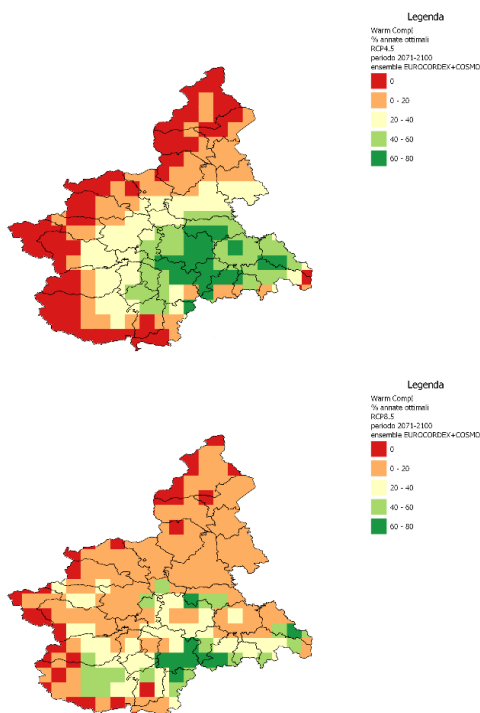 Legenda
Warm Compl
% annate ottimali
RCP4.5
periodo 2071-2100
ensemble EUROCORDEX+COSMO
0
0 - 20
20 - 40
40 - 60
60 - 80
Legenda
Warm Compl
% annate ottimali
RCP8.5
periodo 2071-2100
ensemble EUROCORDEX+COSMO
0
0 - 20
20 - 40
40 - 60
60 - 80